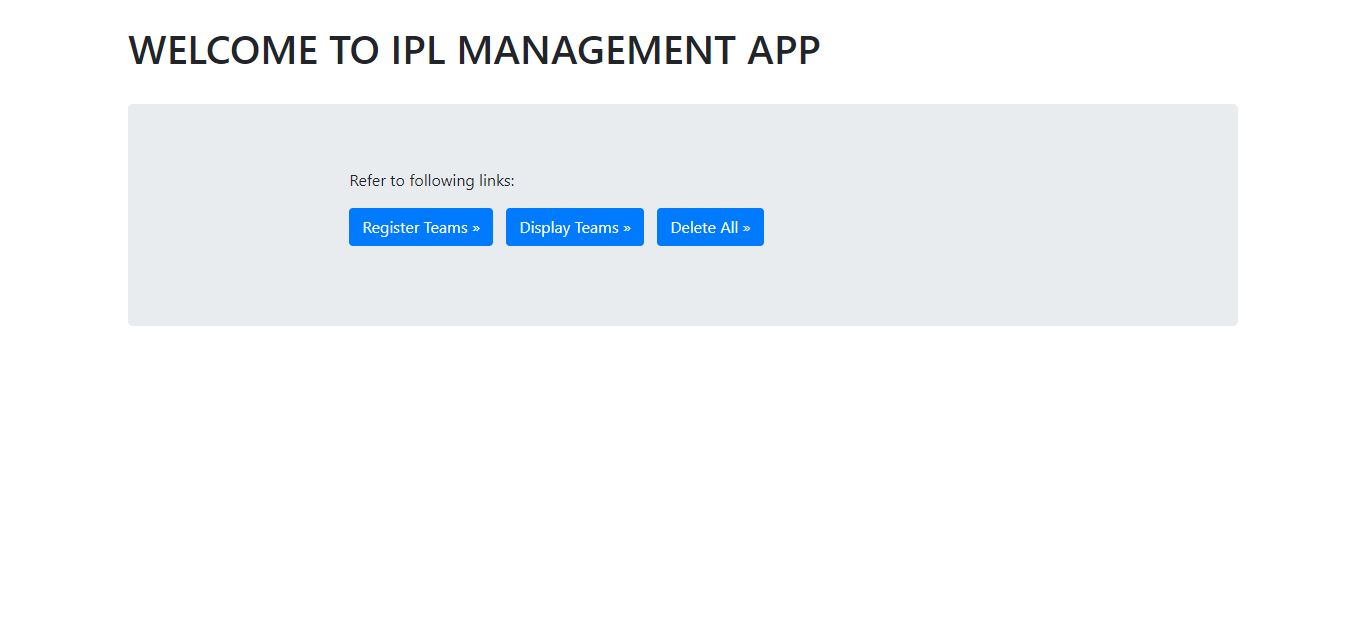 WELCOME TO IPL MANAGEMENT APP
Refer to following links:
Register Teams » Display Teams » Delete All »